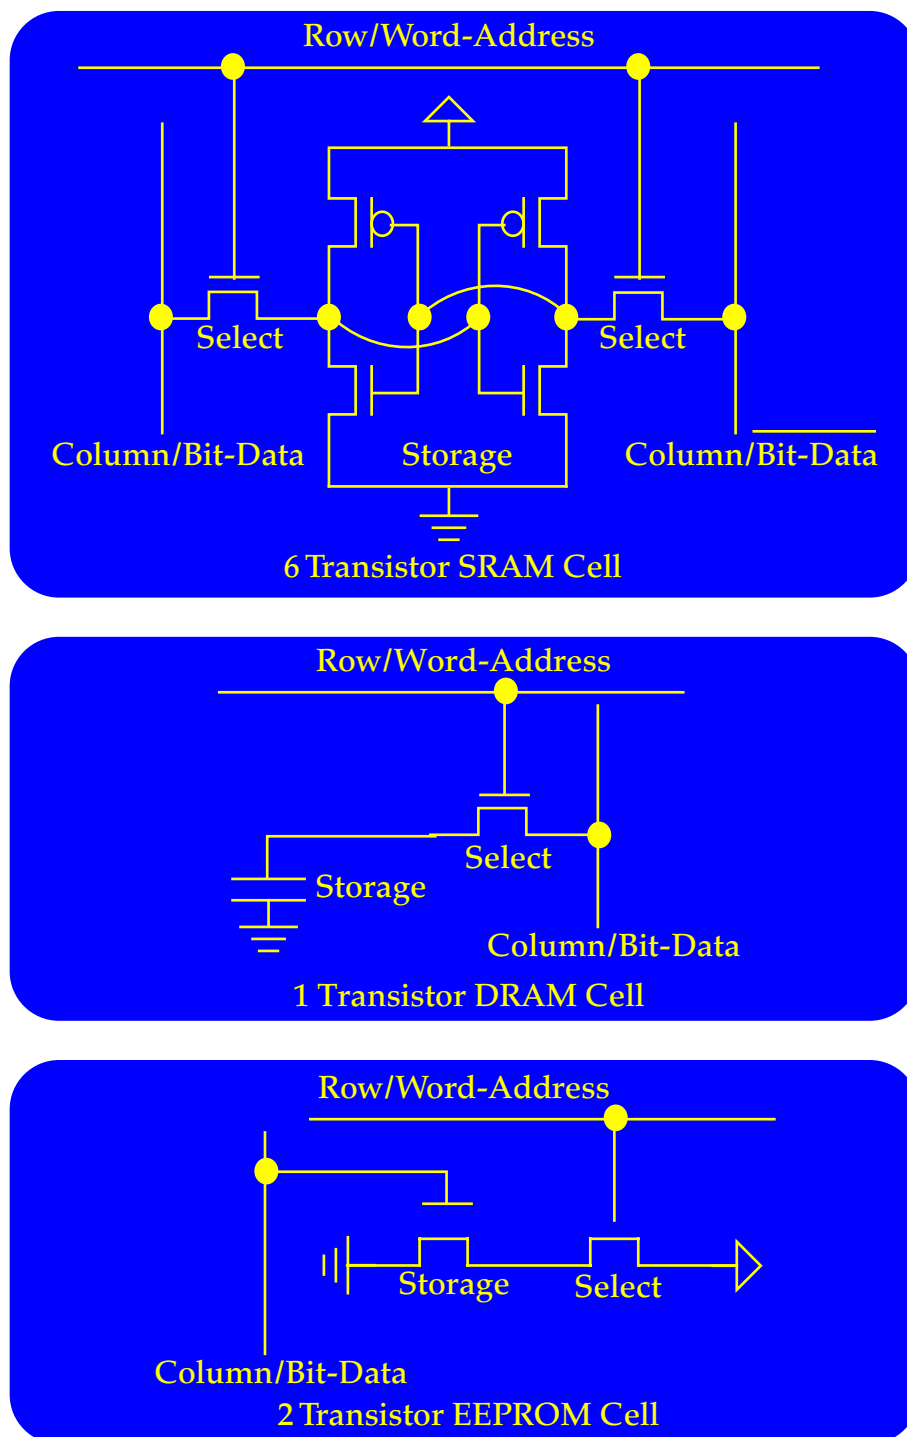 Row/Word-Address
Select
Select
Column/Bit-Data
Storage
Column/Bit-Data
6 Transistor SRAM Cell
Row/Word-Address
Select
Storage
Column/Bit-Data
1 Transistor DRAM Cell
Row/Word-Address
Storage
Select
Column/Bit-Data
2 Transistor EEPROM Cell